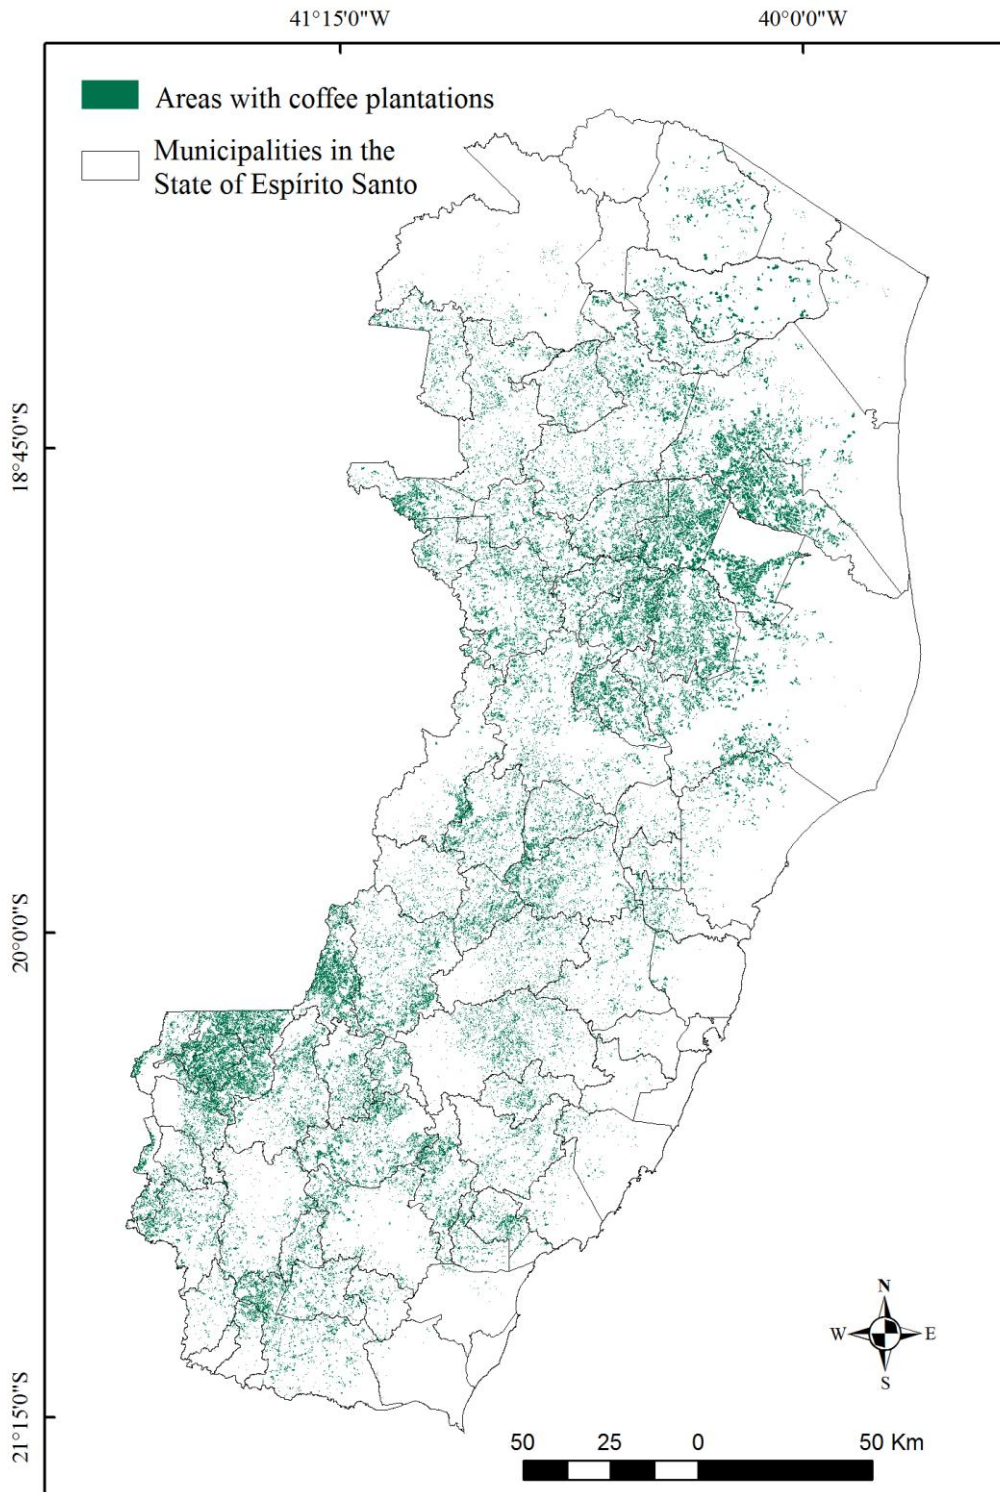 41°15'0"W
40°0'0"W
Areas with coffee plantations
Municipalities in the
State of Espírito Santo
18°45'0"S
20°0'0"S
21°15'0"S
N
W
E
S
50 25 0 50 Km